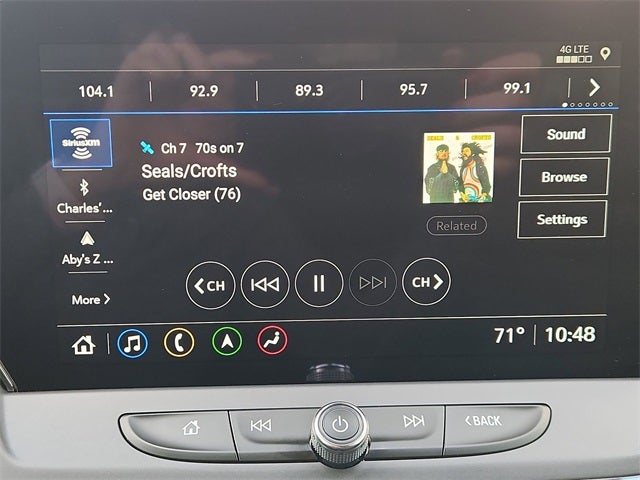 4G LTE
104.1 92.9 89.3 95.7 99.1
SiriusXM
Ch 7 70s on 7
Seals/Crofts
Get Closer (76)
SEALS & CROFTS
Related
Sound
Browse
Settings
Charles'...
Aby's Z ...
More
CH
CH
71° 10:48
BACK